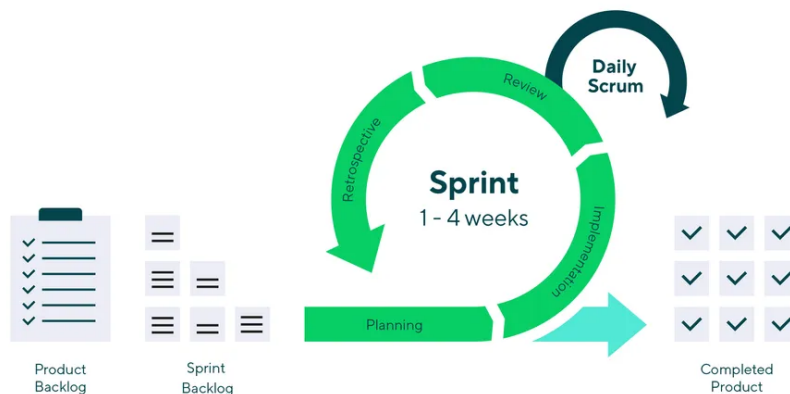 Daily
Scrum
Review
Retrospective
Sprint
1 - 4 weeks
Implementation
Planning
Product
Backlog
Sprint
Backlog
Completed
Product